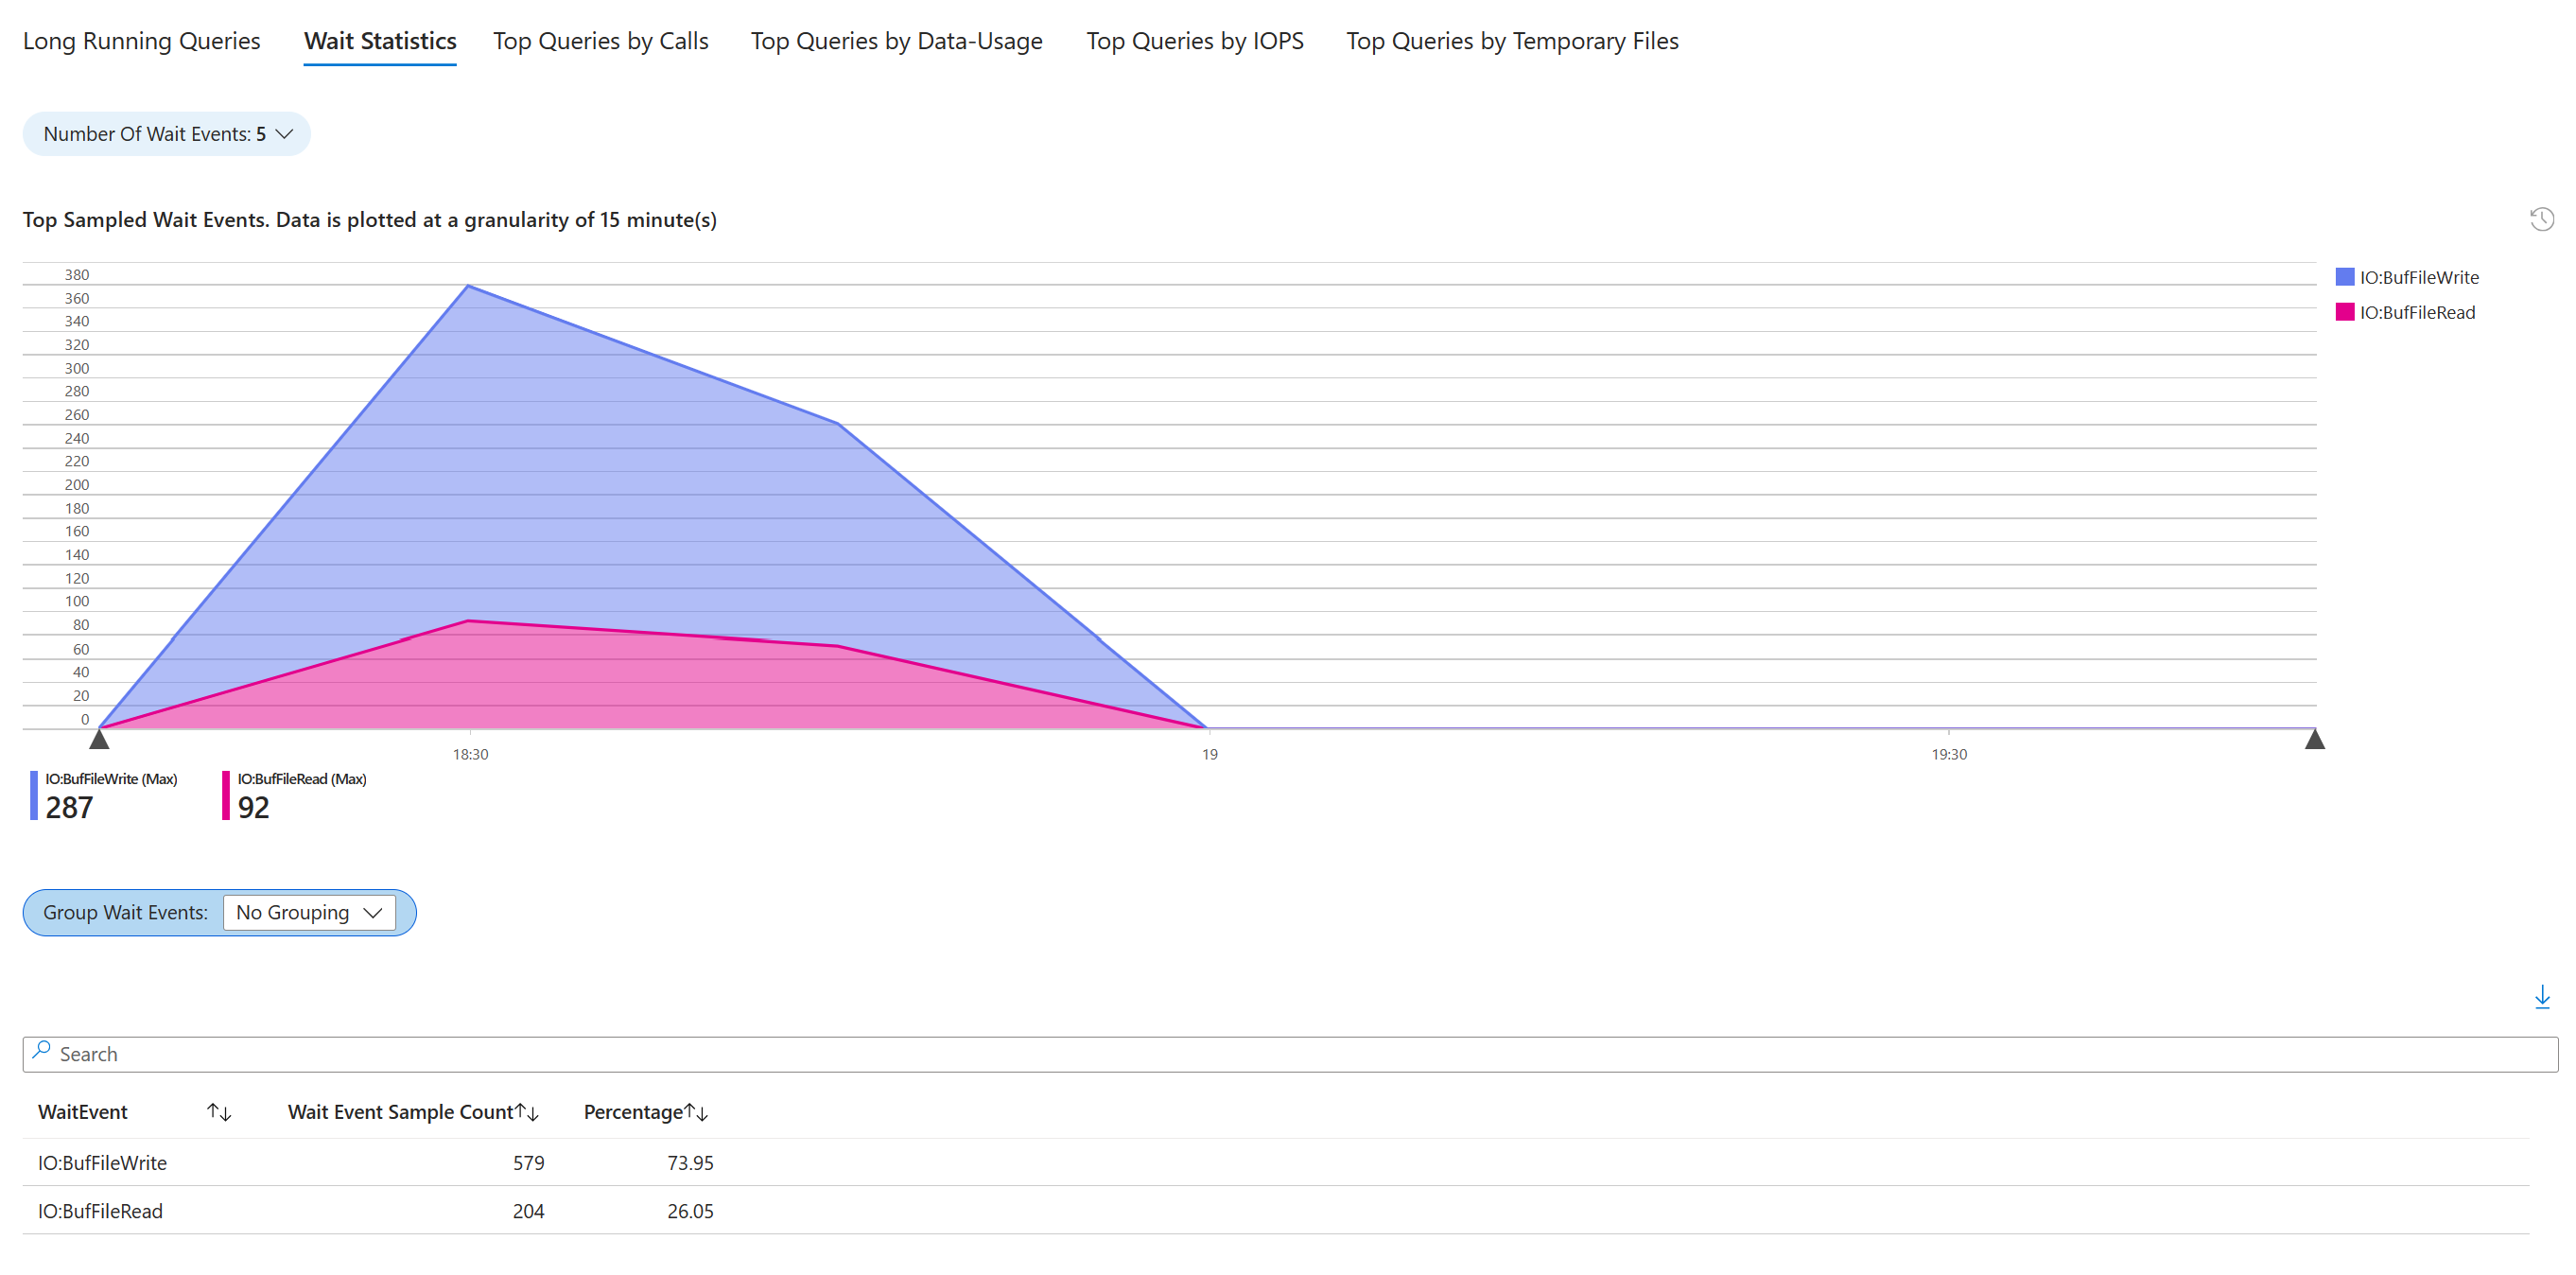 Long Running Queries Wait Statistics Top Queries by Calls Top Queries by Data-Usage Top Queries by IOPS Top Queries by Temporary Files
Number Of Wait Events: 5
Top Sampled Wait Events. Data is plotted at a granularity of 15 minute(s)
380
360
340
320
300
280
260
240
220
200
180
160
140
120
100
80
60
40
20
0
IO:BufFileWrite
IO:BufFileRead
18:30 19 19:30
IO:BufFileWrite (Max) IO:BufFileRead (Max)
287 92
Group Wait Events: No Grouping
Search
WaitEvent Wait Event Sample Count Percentage
IO:BufFileWrite 579 73.95
IO:BufFileRead 204 26.05